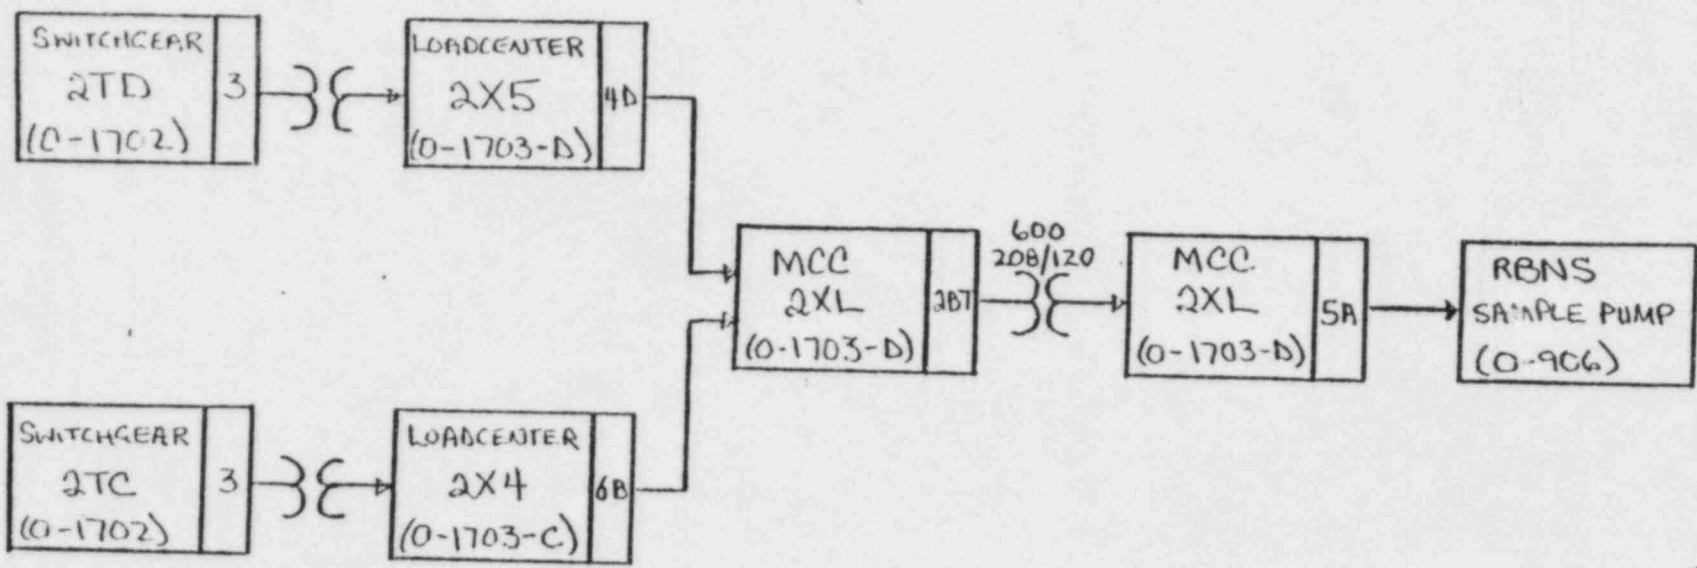 SWITCHGEAR
2TD
(0-1702)
3
LOADCENTER
2X5
(0-1703-D)
4D
MCC
2XL
(0-1703-D)
2BT
600
208/120
MCC
2XL
(0-1703-D)
5A
RBNS
SAMPLE PUMP
(0-906)
SWITCHGEAR
2TC
(0-1702)
3
LOADCENTER
2X4
(0-1703-C)
6B